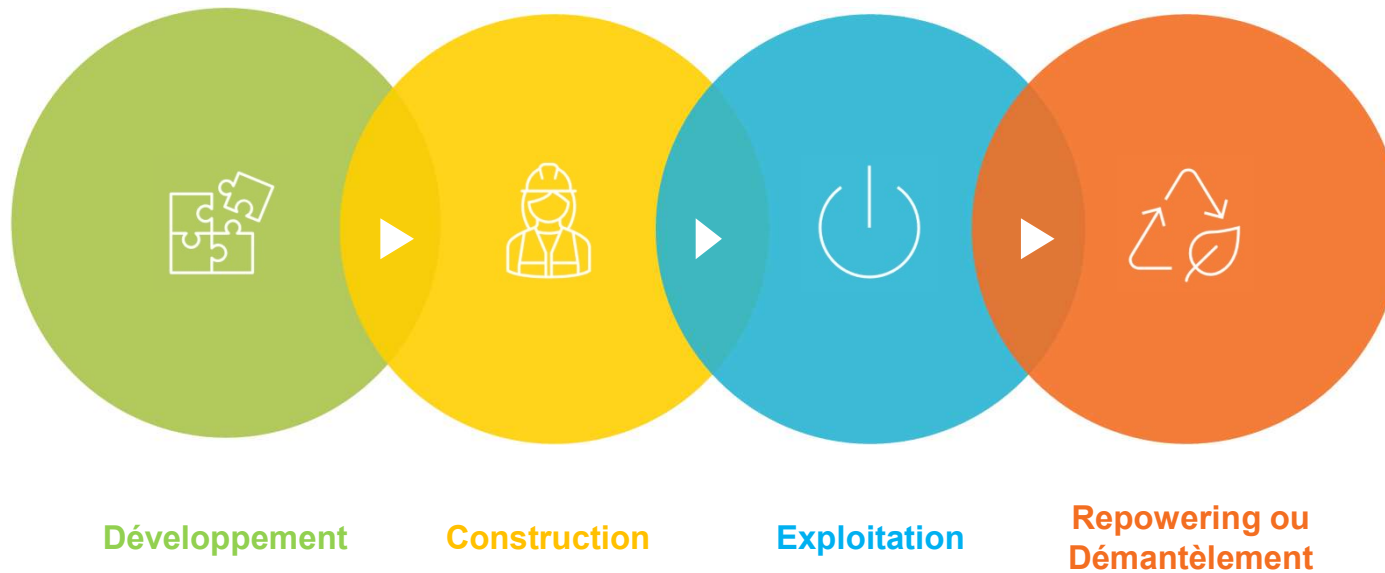 Développement
Construction
Exploitation
Repowering ou
Démantèlement